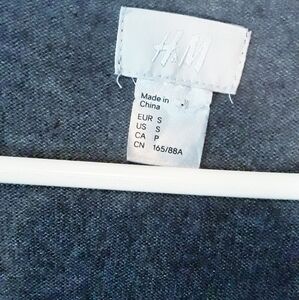 H&M
Made in
China
EUR S
US S
CA P
CN 165/88A